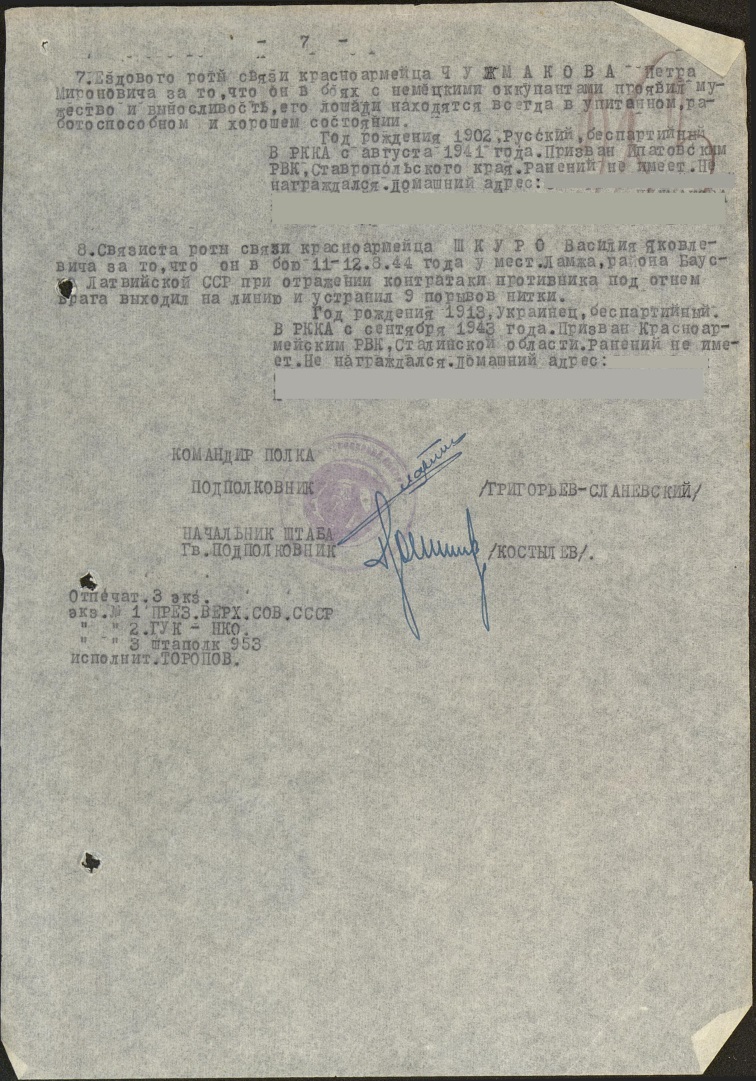 - 7 -
7.Ездового роты связи красноармейца ЧУЖМАКОВА Петра
Мироновича за то,что он в боях с немецкими оккупантами проявил му-
жество и выносливость,его лошади находятся всегда в упитанном,ра-
ботоспособном и хорошем состоянии.
Год рождения 1902,Русский,беспартийный
В РККА с августа 1941 года.Призван Ипатовским
РВК,Ставропольского края.Ранений не имеет.Не
награждался.Домашний адрес:
8.Связиста роты связи красноармейца ШКУРО Василия Яковле-
вича за то,что он в бою 11-12.8.44 года у мест.Ламжа,района Баус-
Латвийской ССР при отражении контратаки противника под огнем
врага выходил на линию и устранил 9 порывов нитки.
Год рождения 1913,Украинец,беспартийный.
В РККА с сентября 1943 года.Призван Красноар-
мейским РВК,Сталинской области.Ранений не име-
ет.Не награждался.Домашний адрес:
КОМАНДИР ПОЛКА
ПОДПОЛКОВНИК /ГРИГОРЬЕВ-СЛАНЕВСКИЙ/
НАЧАЛЬНИК ШТАБА
Гв.ПОДПОЛКОВНИК /КОСТЫЛЕВ/.
Отпечат.3 экз.
экз.№ 1 ПРЕЗ.ВЕРХ.СОВ.СССР
" " 2.ГУК - НКО.
" " 3 штаполк 953
исполнит.ТОРОПОВ.